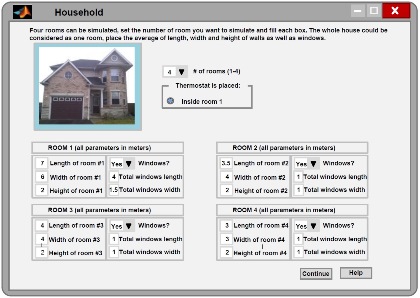 Household
Four rooms can be simulated, set the number of room you want to simulate and fill each box. The whole house could be
considered as one room, place the average of length, width and height of walls as well as windows.
4 # of rooms (1-4)
Thermostat is placed:
Inside room 1
ROOM 1 (all parameters in meters)
7 Length of room #1 Yes Windows?
6 Width of room #1 4 Total windows length
2 Height of room #1 1.5 Total windows width
ROOM 2 (all parameters in meters)
3.5 Length of room #2 Yes Windows?
4 Width of room #2 1 Total windows length
2 Height of room #2 1 Total windows width
ROOM 3 (all parameters in meters)
4 Length of room #3 Yes Windows?
4 Width of room #3 1 Total windows length
2 Height of room #3 1 Total windows width
ROOM 4 (all parameters in meters)
3 Length of room #4 Yes Windows?
3 Width of room #4 1 Total windows length
2 Height of room #4 1 Total windows width
Continue
Help